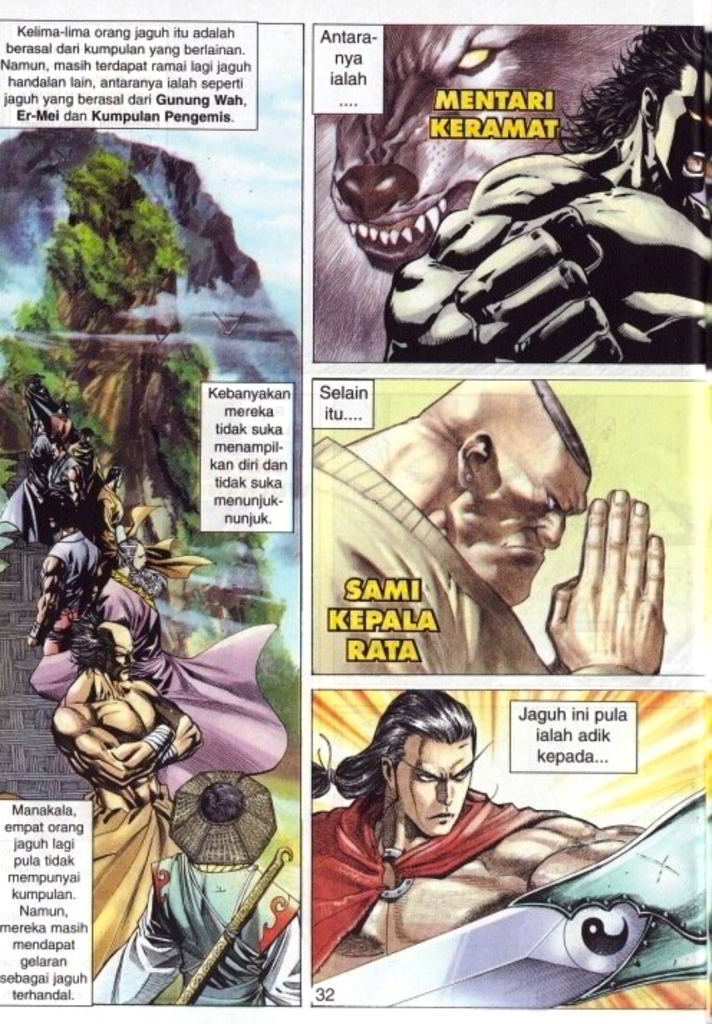 Kelima-lima orang jaguh itu adalah
berasal dari kumpulan yang berlainan.
Namun, masih terdapat ramai lagi jaguh
handalan lain, antaranya ialah seperti
jaguh yang berasal dari Gunung Wah,
Er-Mei dan Kumpulan Pengemis.
Kebanyakan
mereka
tidak suka
menampil-
kan diri dan
tidak suka
menunjuk-
nunjuk.
Manakala,
empat orang
jaguh lagi
pula tidak
mempunyai
kumpulan.
Namun,
mereka masih
mendapat
gelaran
sebagai jaguh
terhandal.
Antara-
nya
ialah
....
MENTARI
KERAMAT
Selain
itu....
SAMI
KEPALA
RATA
Jaguh ini pula
ialah adik
kepada...
32